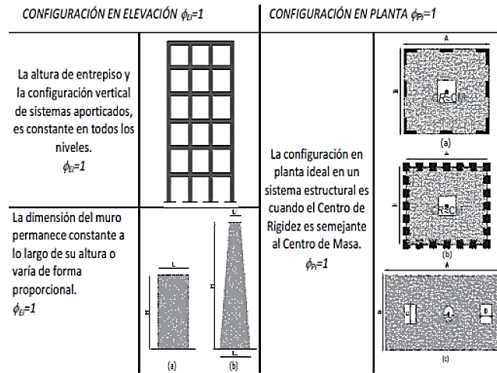 CONFIGURACIÓN EN ELEVACIÓN ϕEi=1
CONFIGURACIÓN EN PLANTA ϕPi=1
La altura de entrepiso y
la configuración vertical
de sistemas aporticados,
es constante en todos los
niveles.
ϕEi=1
La dimensión del muro
permanece constante a
lo largo de su altura o
varía de forma
proporcional.
ϕEi=1
L
H
(a)
L
H
L
(b)
La configuración en
planta ideal en un
sistema estructural es
cuando el Centro de
Rigidez es semejante
al Centro de Masa.
ϕPi=1
A
B
(a)
(b)
A
(c)